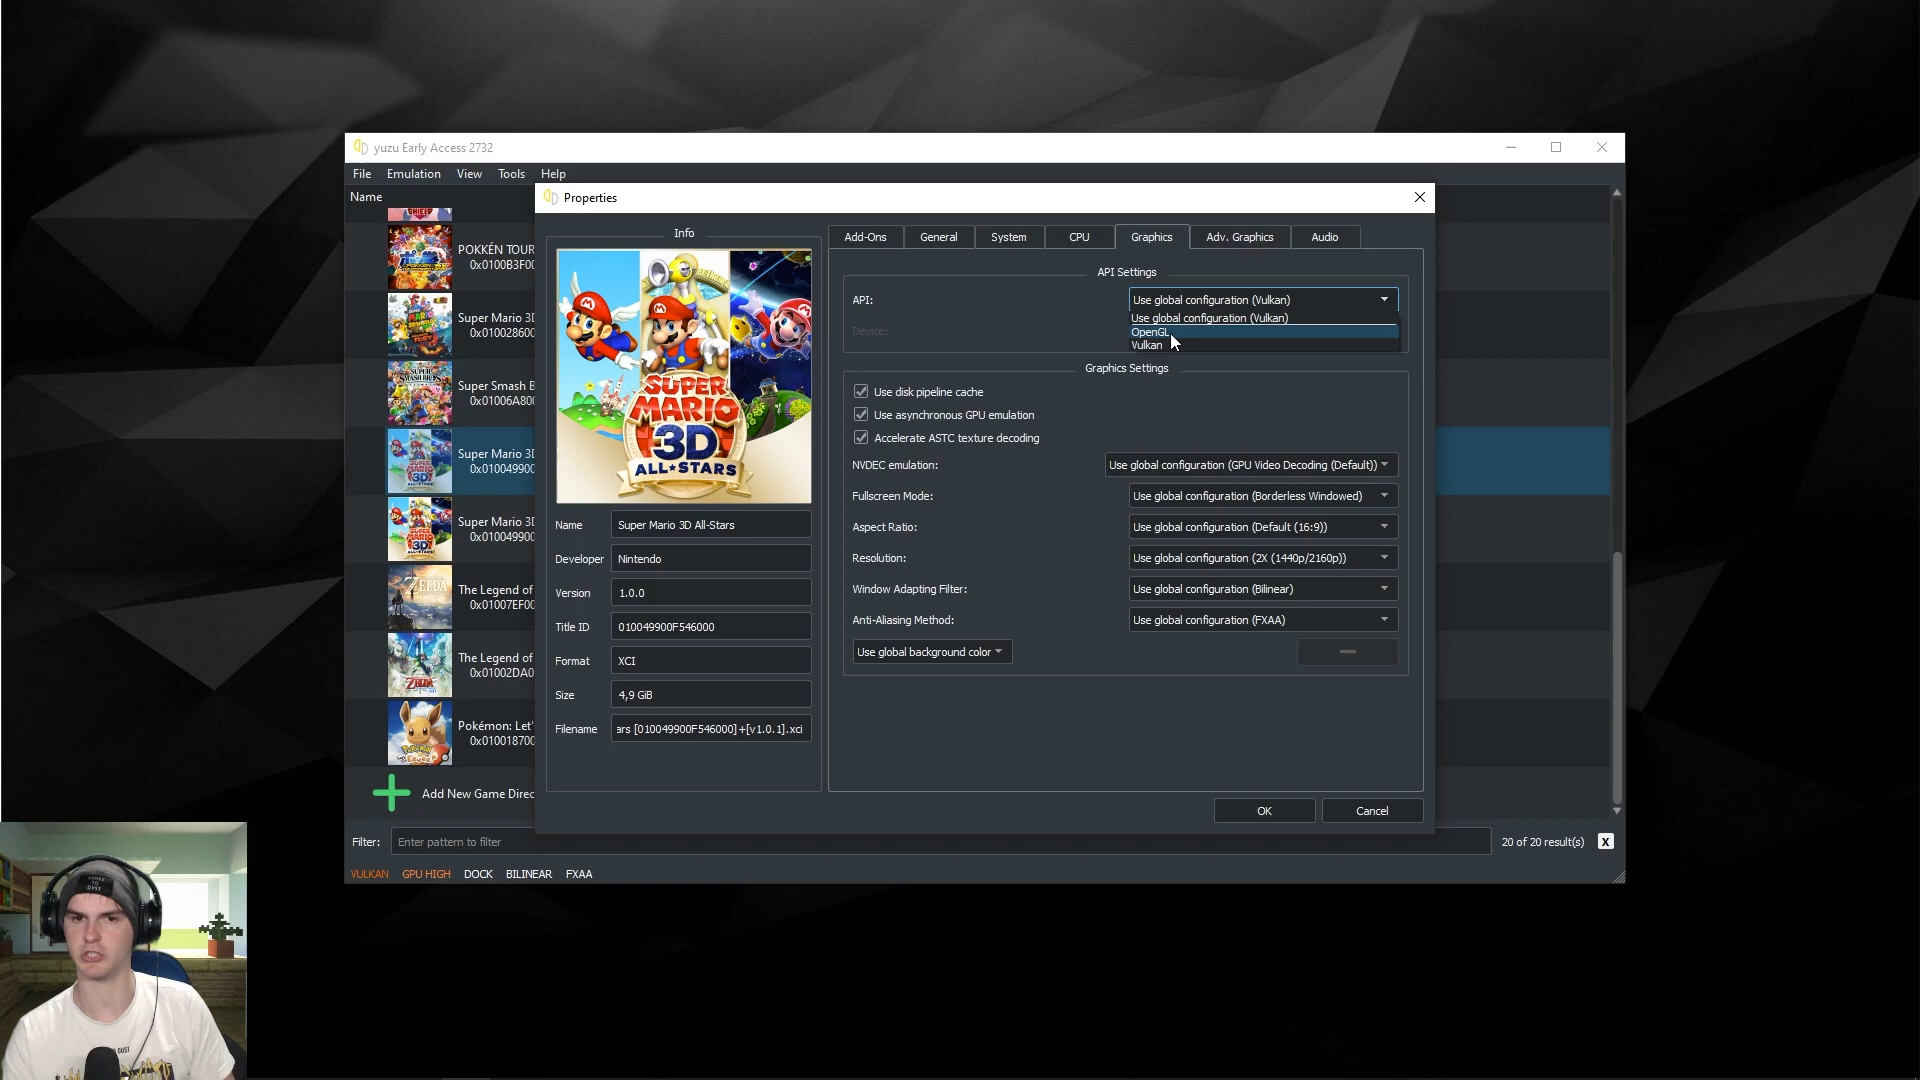 yuzu Early Access 2732
File Emulation View Tools Help
Name
SHIELD
POKKÉN TOUR
0x0100B3F00
Super Mario 3D
0x010028600
Super Smash B
0x01006A800
Super Mario 3D
0x010049900
Super Mario 3D
0x010049900
The Legend of
0x01007EF00
The Legend of
0x01002DA0
Pokémon: Let'
0x010018700
Add New Game Direc
Filter: Enter pattern to filter 20 of 20 result(s) X
VULKAN GPU HIGH DOCK BILINEAR FXAA
Properties
Info
SUPER
MARIO
3D
ALL★STARS
Name Super Mario 3D All-Stars
Developer Nintendo
Version 1.0.0
Title ID 010049900F546000
Format XCI
Size 4,9 GiB
Filename ars [010049900F546000]+[v1.0.1].xci
Add-Ons General System CPU Graphics Adv. Graphics Audio
API Settings
API: Use global configuration (Vulkan)
Use global configuration (Vulkan)
Device: OpenGL
Vulkan
Graphics Settings
Use disk pipeline cache
Use asynchronous GPU emulation
Accelerate ASTC texture decoding
NVDEC emulation: Use global configuration (GPU Video Decoding (Default))
Fullscreen Mode: Use global configuration (Borderless Windowed)
Aspect Ratio: Use global configuration (Default (16:9))
Resolution: Use global configuration (2X (1440p/2160p))
Window Adapting Filter: Use global configuration (Bilinear)
Anti-Aliasing Method: Use global configuration (FXAA)
Use global background color
OK Cancel